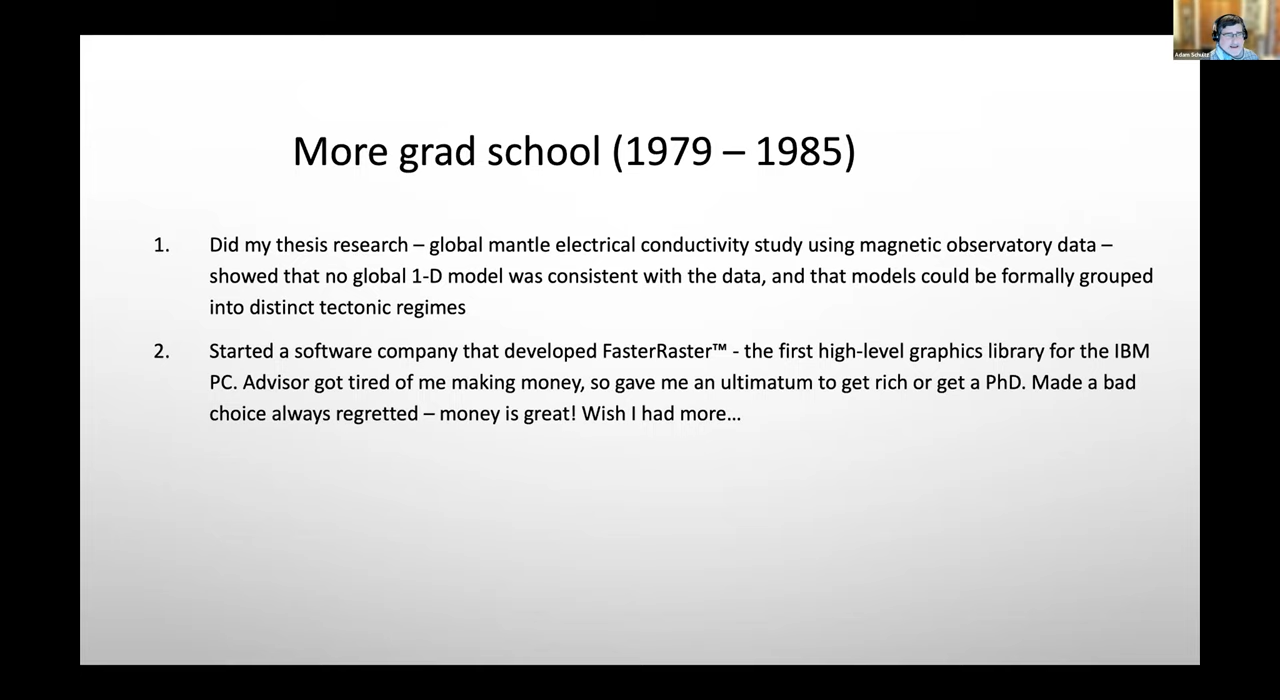 Adam Schultz
More grad school (1979 – 1985)
1. Did my thesis research – global mantle electrical conductivity study using magnetic observatory data –
showed that no global 1-D model was consistent with the data, and that models could be formally grouped
into distinct tectonic regimes
2. Started a software company that developed FasterRaster™ - the first high-level graphics library for the IBM
PC. Advisor got tired of me making money, so gave me an ultimatum to get rich or get a PhD. Made a bad
choice always regretted – money is great! Wish I had more...